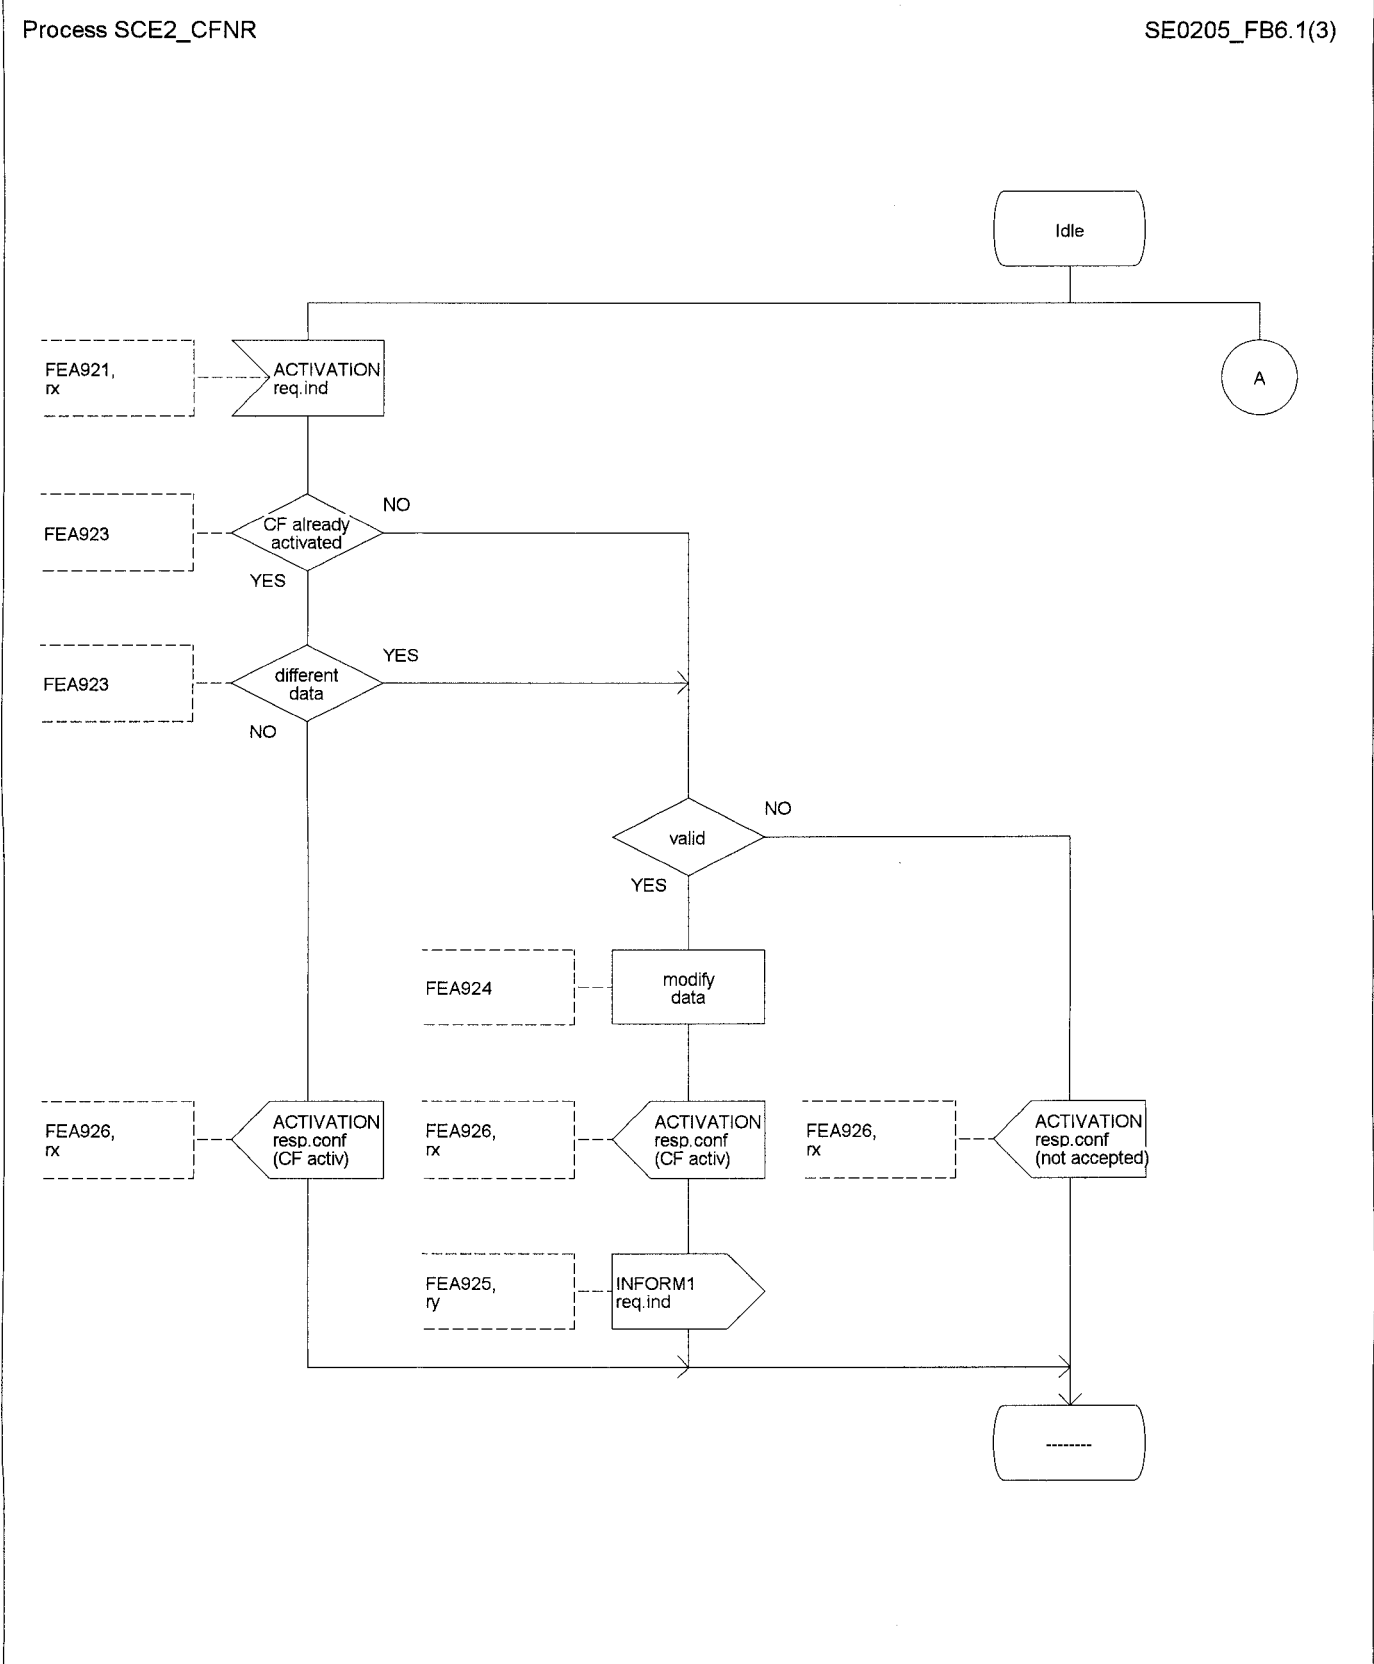 Process SCE2_CFNR
SE0205_FB6.1(3)
Idle
A
FEA921,
rx
ACTIVATION
req.ind
FEA923
CF already
activated
NO
YES
FEA923
different
data
YES
NO
valid
NO
YES
FEA924
modify
data
FEA926,
rx
ACTIVATION
resp.conf
(CF activ)
FEA926,
rx
ACTIVATION
resp.conf
(CF activ)
FEA926,
rx
ACTIVATION
resp.conf
(not accepted)
FEA925,
ry
INFORM1
req.ind
--------